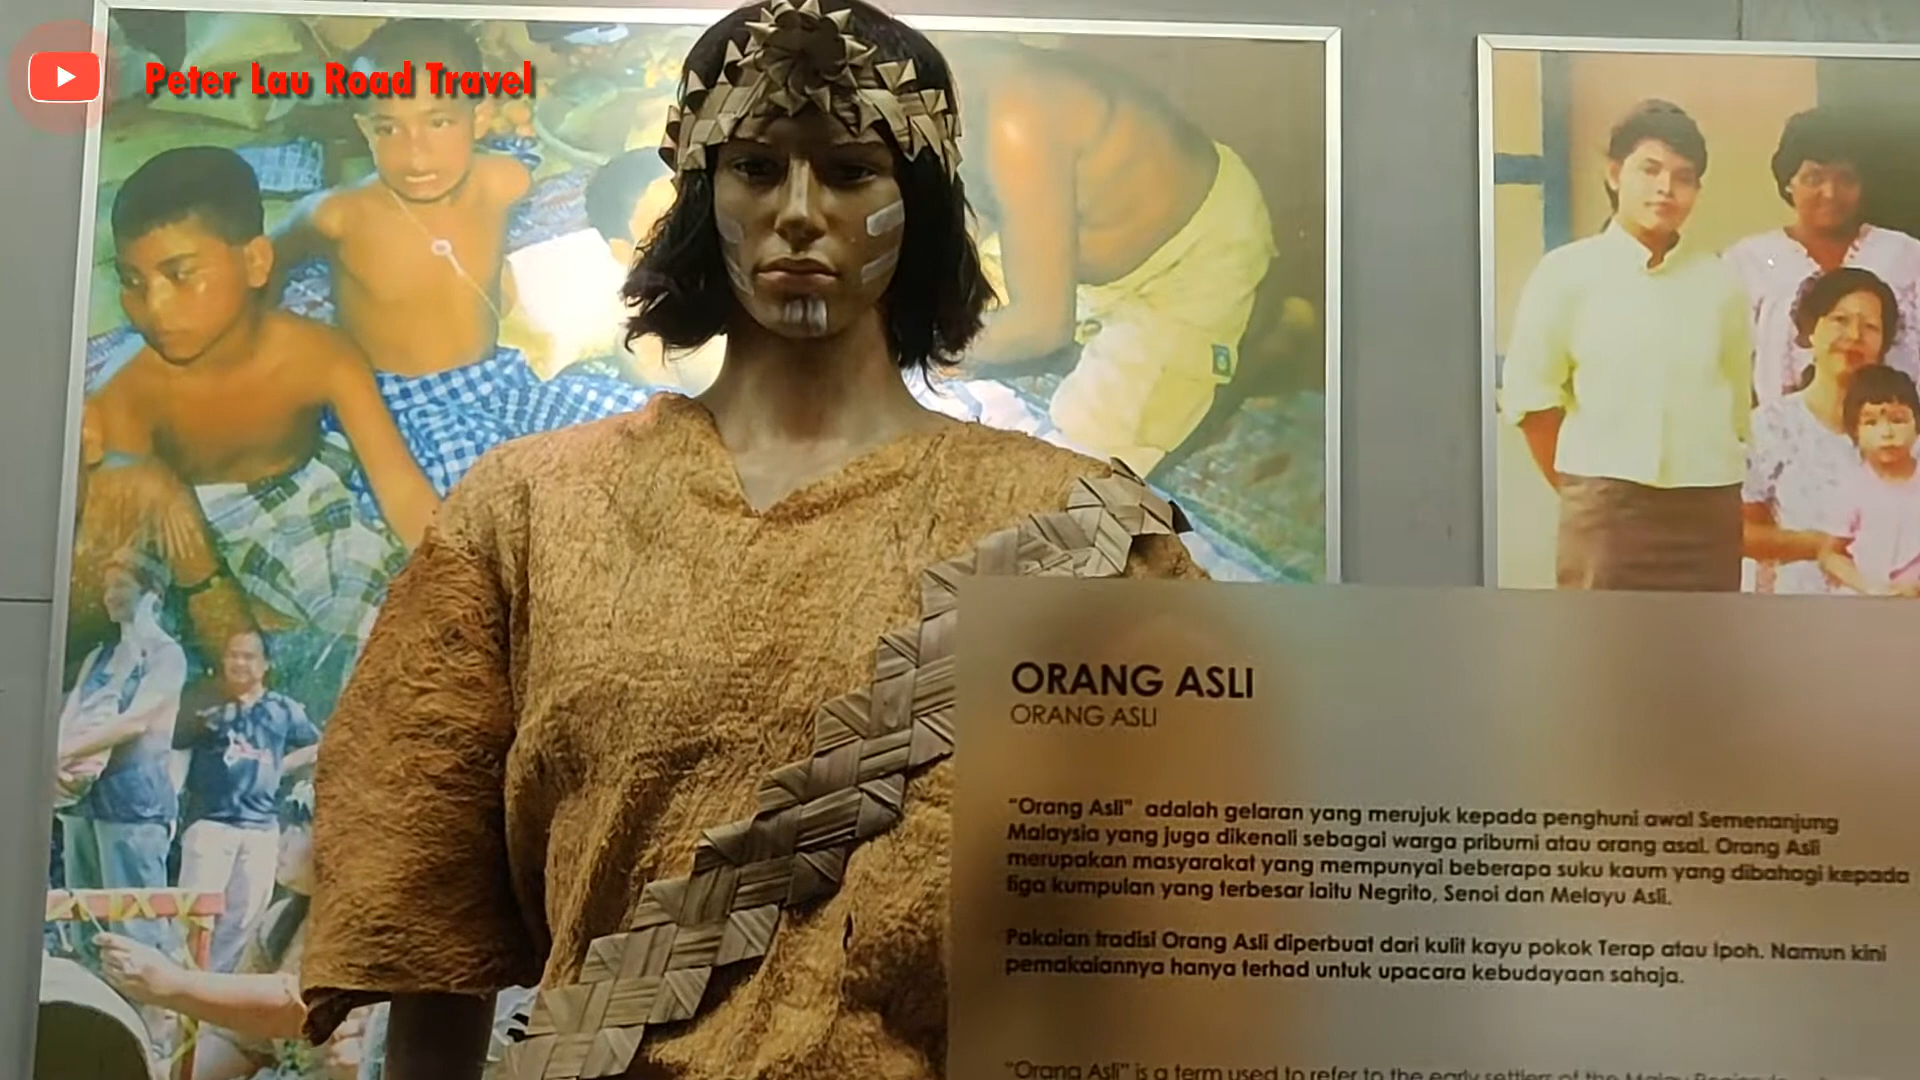 Peter Lau Road Travel
ORANG ASLI
ORANG ASLI
"Orang Asli" adalah gelaran yang merujuk kepada penghuni awal Semenanjung
Malaysia yang juga dikenali sebagai warga pribumi atau orang asal. Orang Asli
merupakan masyarakat yang mempunyai beberapa suku kaum yang dibahagi kepada
tiga kumpulan yang terbesar iaitu Negrito, Senoi dan Melayu Asli.
Pakaian tradisi Orang Asli diperbuat dari kulit kayu pokok Terap atau Ipoh. Namun kini
pemakaiannya hanya terhad untuk upacara kebudayaan sahaja.
"Orang Asli" is a term used to refer to the early settlers of the Malay